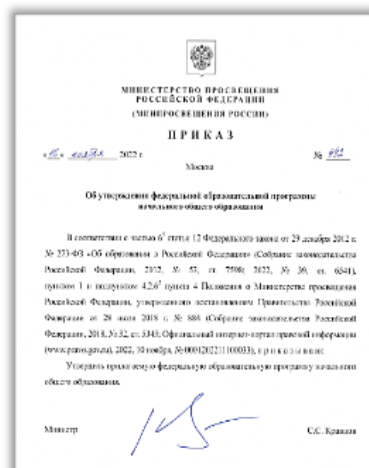 МИНИСТЕРСТВО ПРОСВЕЩЕНИЯ
РОССИЙСКОЙ ФЕДЕРАЦИИ
(МИНПРОСВЕЩЕНИЯ РОССИИ)
ПРИКАЗ
«16» ноября 2022 г. № 992
Москва
Об утверждении федеральной образовательной программы
начального общего образования
В соответствии с частью 6⁵ статьи 12 Федерального закона от 29 декабря 2012 г.
№ 273-ФЗ «Об образовании в Российской Федерации» (Собрание законодательства
Российской Федерации, 2012, № 53, ст. 7598; 2022, № 39, ст. 6541),
пунктом 1 и подпунктом 4.2.6² пункта 4 Положения о Министерстве просвещения
Российской Федерации, утвержденного постановлением Правительства Российской
Федерации от 28 июля 2018 г. № 884 (Собрание законодательства Российской
Федерации, 2018, № 32, ст. 5343; Официальный интернет-портал правовой информации
(www.pravo.gov.ru), 2022, 10 ноября, № 0001202211100033), приказываю:
Утвердить прилагаемую федеральную образовательную программу начального
общего образования.
Министр С.С. Кравцов